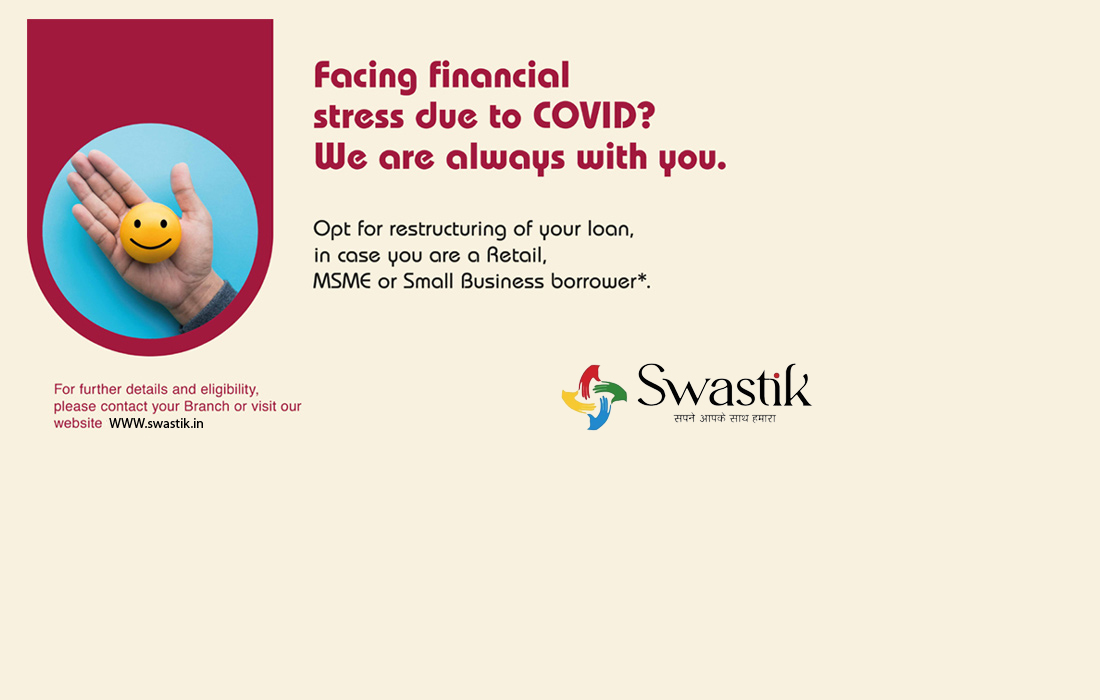 Facing financial
stress due to COVID?
We are always with you.
Opt for restructuring of your loan,
in case you are a Retail,
MSME or Small Business borrower*.
For further details and eligibility,
please contact your Branch or visit our
website WWW.swastik.in
Swastik
सपने आपके साथ हमारा